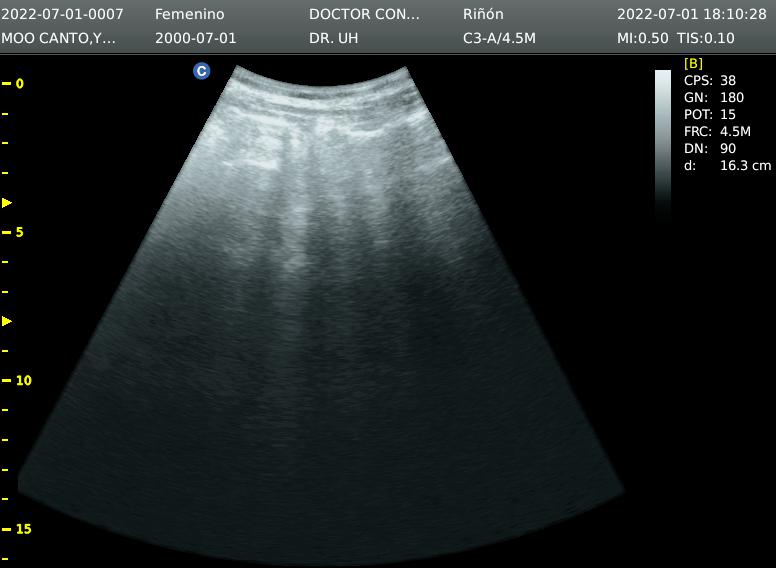 2022-07-01-0007 Femenino DOCTOR CON... Riñón 2022-07-01 18:10:28
MOO CANTO,Y... 2000-07-01 DR. UH C3-A/4.5M MI:0.50 TIS:0.10
C
[B]
CPS: 38
GN: 180
POT: 15
FRC: 4.5M
DN: 90
d: 16.3 cm
0
5
10
15